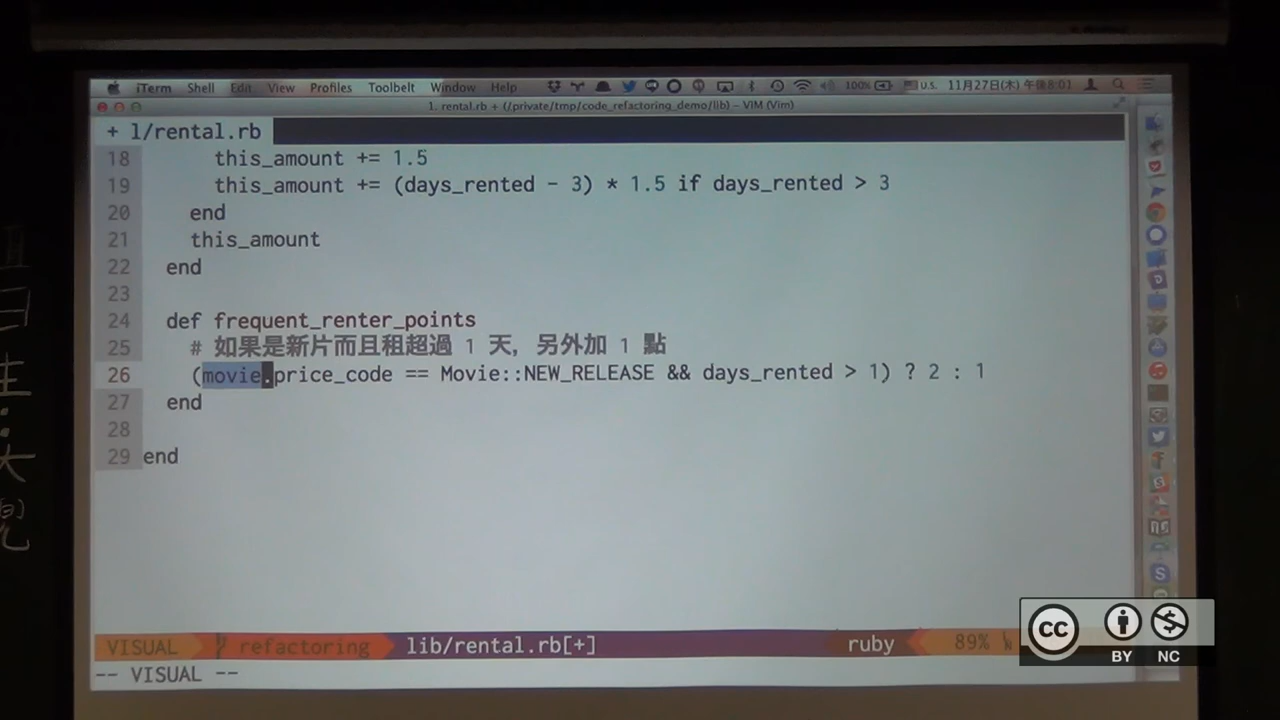 iTerm Shell Edit View Profiles Toolbelt Window Help 100% U.S. 11月27日(木) 午後8:01
1. rental.rb + (/private/tmp/code_refactoring_demo/lib) – VIM (Vim)
+ l/rental.rb
18 this_amount += 1.5
19 this_amount += (days_rented - 3) * 1.5 if days_rented > 3
20 end
21 this_amount
22 end
23
24 def frequent_renter_points
25 # 如果是新片而且租超過 1 天, 另外加 1 點
26 (movie.price_code == Movie::NEW_RELEASE && days_rented > 1) ? 2 : 1
27 end
28
29 end
VISUAL refactoring lib/rental.rb[+] ruby 89%
-- VISUAL --
cc
BY NC